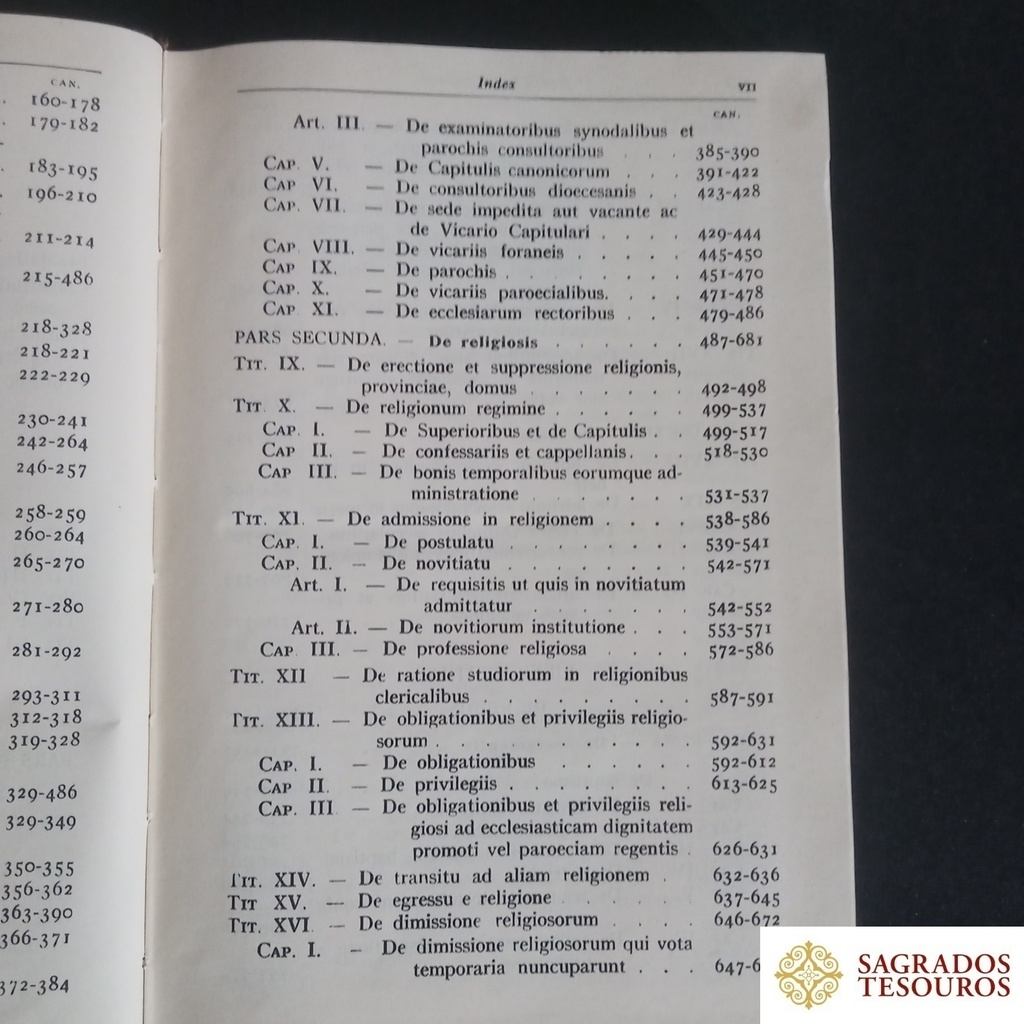 CAN.
160-178
179-182
183-195
196-210
211-214
215-486
218-328
218-221
222-229
230-241
242-264
246-257
258-259
260-264
265-270
271-280
281-292
293-311
312-318
319-328
329-486
329-349
350-355
356-362
363-390
366-371
372-384
Index VII
CAN.
Art. III. — De examinatoribus synodalibus et
parochis consultoribus . . . 385-390
CAP. V. — De Capitulis canonicorum . . . 391-422
CAP VI. — De consultoribus dioecesanis . . 423-428
CAP. VII. — De sede impedita aut vacante ac
de Vicario Capitulari . . . . 429-444
CAP VIII. — De vicariis foraneis . . . . . 445-450
CAP IX. — De parochis . . . . . . . . 451-470
CAP. X. — De vicariis paroecialibus. . . . 471-478
CAP XI. — De ecclesiarum rectoribus . . . 479-486
PARS SECUNDA. — De religiosis . . . . . . 487-681
TIT. IX. — De erectione et suppressione religionis,
provinciae, domus . . . . . . . 492-498
TIT. X. — De religionum regimine . . . . . . 499-537
CAP. I. — De Superioribus et de Capitulis . . 499-517
CAP II. — De confessariis et cappellanis. . . 518-530
CAP III. — De bonis temporalibus eorumque ad-
ministratione . . . . . . . 531-537
TIT. XI. — De admissione in religionem . . . . 538-586
CAP. I. — De postulatu . . . . . . . . 539-541
CAP. II. — De novitiatu . . . . . . . . 542-571
Art. I. — De requisitis ut quis in novitiatum
admittatur . . . . . . . 542-552
Art. II. — De novitiorum institutione . . . 553-571
CAP III. — De professione religiosa . . . . 572-586
TIT. XII — De ratione studiorum in religionibus
clericalibus . . . . . . . . . 587-591
TIT. XIII. — De obligationibus et privilegiis religio-
sorum . . . . . . . . . . 592-631
CAP. I. — De obligationibus . . . . . . 592-612
CAP II. — De privilegiis . . . . . . . . 613-625
CAP. III — De obligationibus et privilegiis reli-
giosi ad ecclesiasticam dignitatem
promoti vel paroeciam regentis . 626-631
TIT. XIV. — De transitu ad aliam religionem . 632-636
TIT XV. — De egressu e religione . . . . . 637-645
TIT. XVI — De dimissione religiosorum . . . . 646-672
CAP. I. — De dimissione religiosorum qui vota
temporaria nuncuparunt . . . 647-6
SAGRADOS
TESOUROS